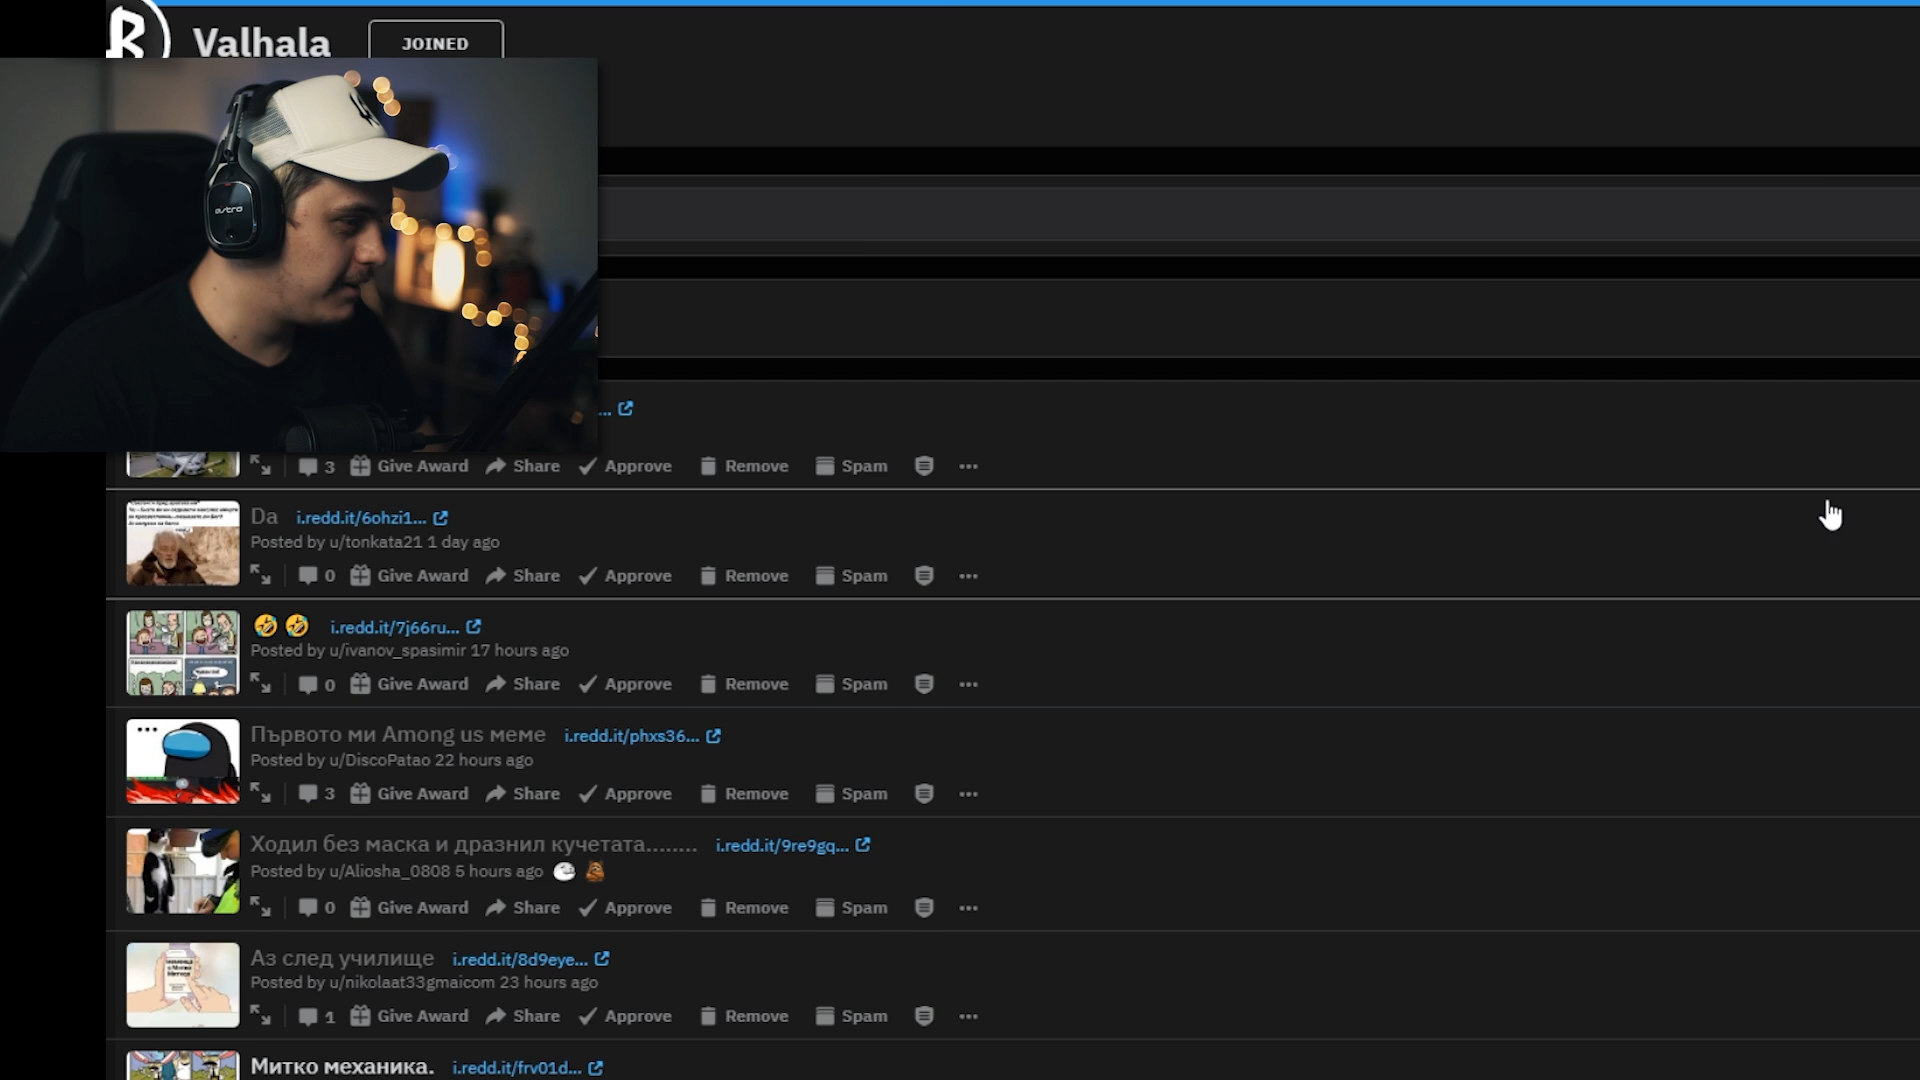 Valhala JOINED
astro
...
3 Give Award Share Approve Remove Spam
Da i.redd.it/6ohzi1...
Posted by u/tonkata21 1 day ago
0 Give Award Share Approve Remove Spam
i.redd.it/7j66ru...
Posted by u/ivanov_spasimir 17 hours ago
0 Give Award Share Approve Remove Spam
Първото ми Among us меме i.redd.it/phxs36...
Posted by u/DiscoPatao 22 hours ago
3 Give Award Share Approve Remove Spam
Ходил без маска и дразнил кучетата........ i.redd.it/9re9gq...
Posted by u/Aliosha_0808 5 hours ago
0 Give Award Share Approve Remove Spam
Аз след училище i.redd.it/8d9eye...
Posted by u/nikolaat33gmaicom 23 hours ago
1 Give Award Share Approve Remove Spam
Митко механика. i.redd.it/frv01d...